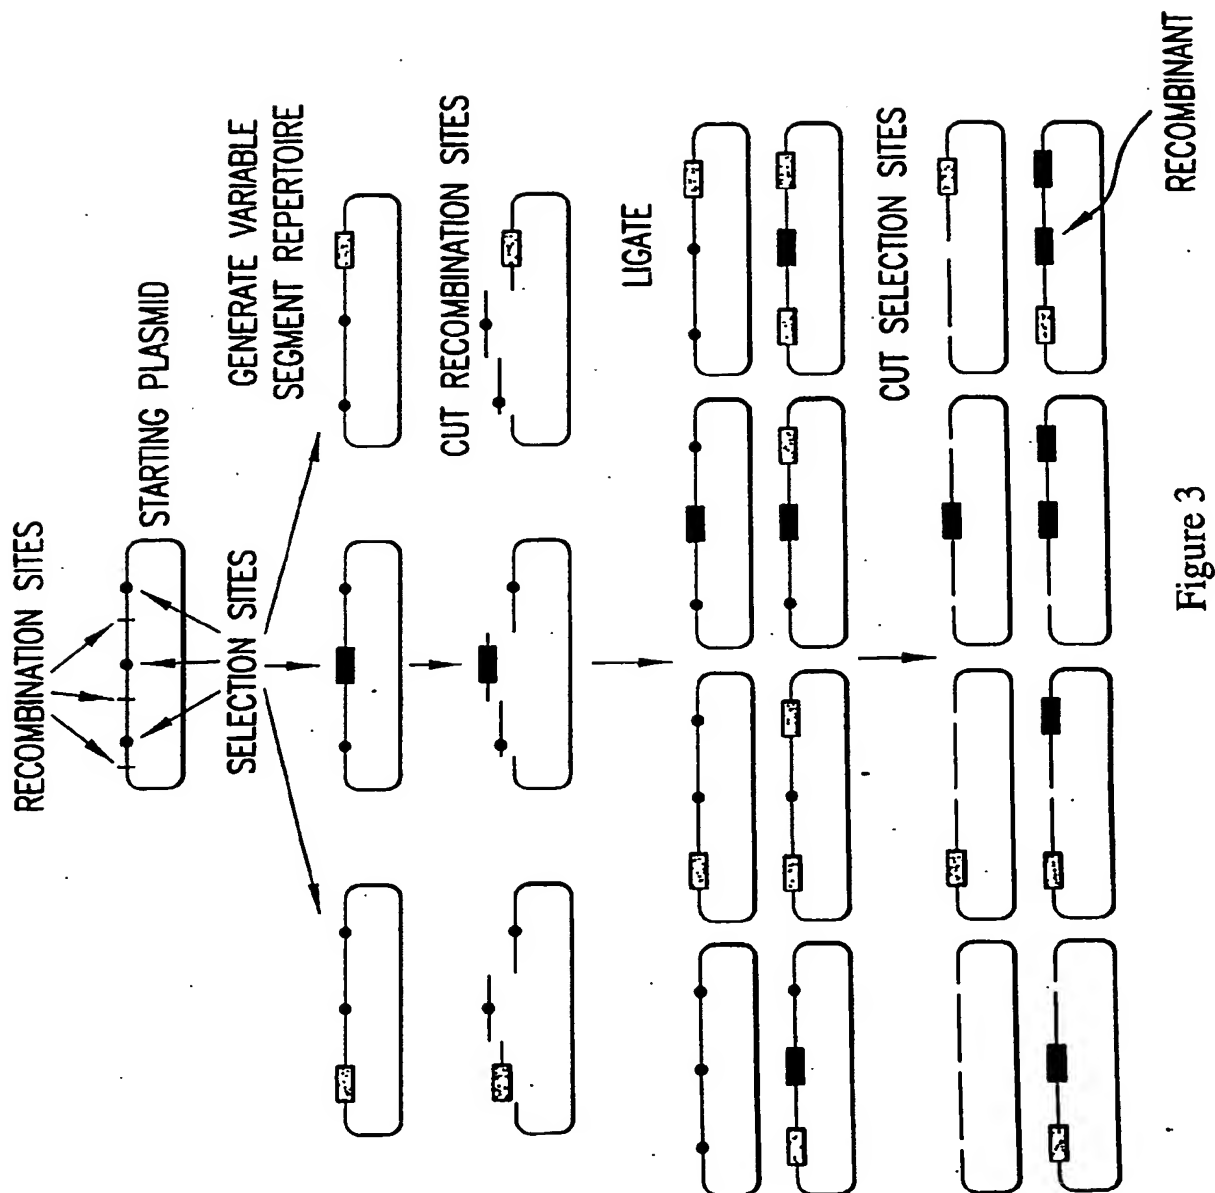 RECOMBINATION SITES
STARTING PLASMID
SELECTION SITES
GENERATE VARIABLE
SEGMENT REPERTOIRE
CUT RECOMBINATION SITES
LIGATE
CUT SELECTION SITES
RECOMBINANT
Figure 3